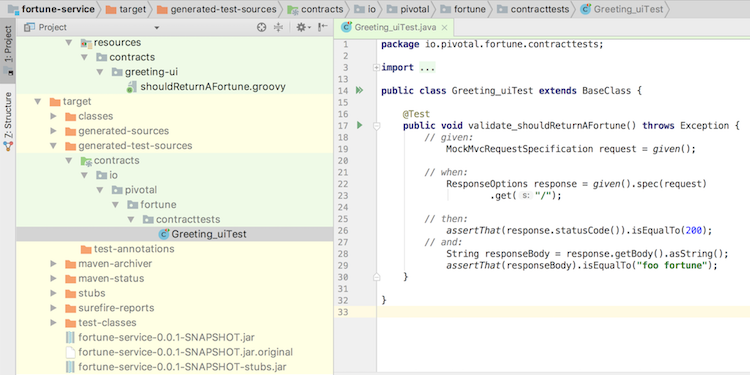 fortune-service target generated-test-sources contracts io pivotal fortune contracttests Greeting_uiTest
1: Project
7: Structure
Project
resources
contracts
greeting-ui
shouldReturnAFortune.groovy
target
classes
generated-sources
generated-test-sources
contracts
io
pivotal
fortune
contracttests
Greeting_uiTest
test-annotations
maven-archiver
maven-status
stubs
surefire-reports
test-classes
fortune-service-0.0.1-SNAPSHOT.jar
fortune-service-0.0.1-SNAPSHOT.jar.original
fortune-service-0.0.1-SNAPSHOT-stubs.jar
Greeting_uiTest.java ×
1 package io.pivotal.fortune.contracttests;
2
3 import ...
13
14 public class Greeting_uiTest extends BaseClass {
15
16 @Test
17 public void validate_shouldReturnAFortune() throws Exception {
18 // given:
19 MockMvcRequestSpecification request = given();
20
21 // when:
22 ResponseOptions response = given().spec(request)
23 .get( s: "/");
24
25 // then:
26 assertThat(response.statusCode()).isEqualTo(200);
27 // and:
28 String responseBody = response.getBody().asString();
29 assertThat(responseBody).isEqualTo("foo fortune");
30 }
31
32 }
33